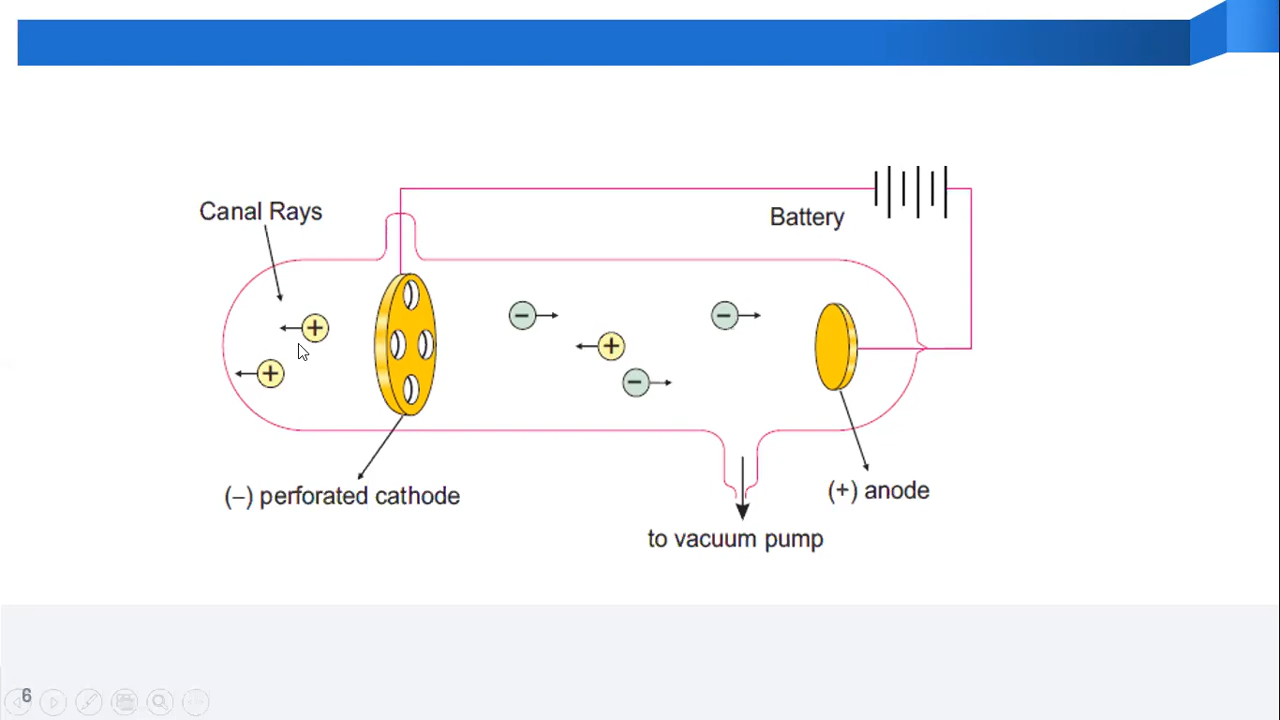 Canal Rays
Battery
(–) perforated cathode
(+) anode
to vacuum pump
6